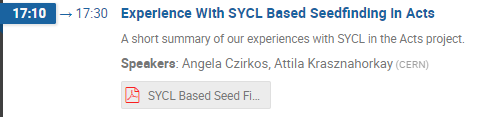 17:10 → 17:30 Experience With SYCL Based Seedfinding in Acts
A short summary of our experiences with SYCL in the Acts project.
Speakers: Angela Czirkos, Attila Krasznahorkay (CERN)
SYCL Based Seed Fi...